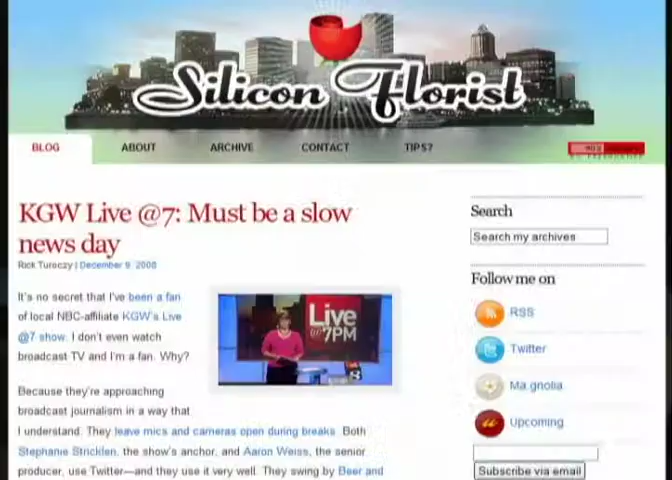 Silicon Florist
BLOG ABOUT ARCHIVE CONTACT TIPS?
KGW Live @7: Must be a slow
news day
Rick Turoczy | December 9, 2008
It's no secret that I've been a fan
of local NBC-affiliate KGW's Live
@7 show. I don't even watch
broadcast TV and I'm a fan. Why?
Live
@7PM
8
Because they're approaching
broadcast journalism in a way that
I understand. They leave mics and cameras open during breaks. Both
Stephanie Stricklen, the show's anchor, and Aaron Weiss, the senior
producer, use Twitter—and they use it very well. They swing by Beer and
Search
Search my archives
Follow me on
RSS
Twitter
Ma.gnolia
Upcoming
Subscribe via email